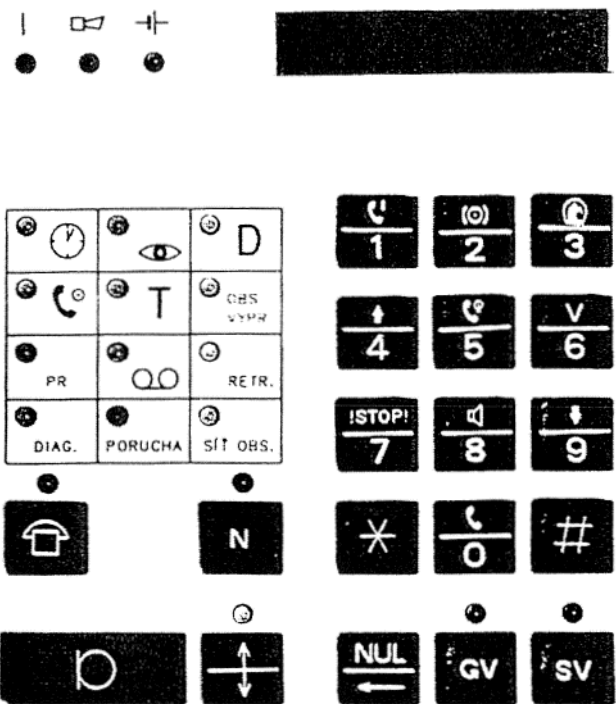 D
T
OBS
VYPR
PR
RETR.
DIAG.
PORUCHA
SÍŤ OBS.
N
1
2
3
4
5
V
6
!STOP!
7
8
9
*
0
#
NUL
GV
SV